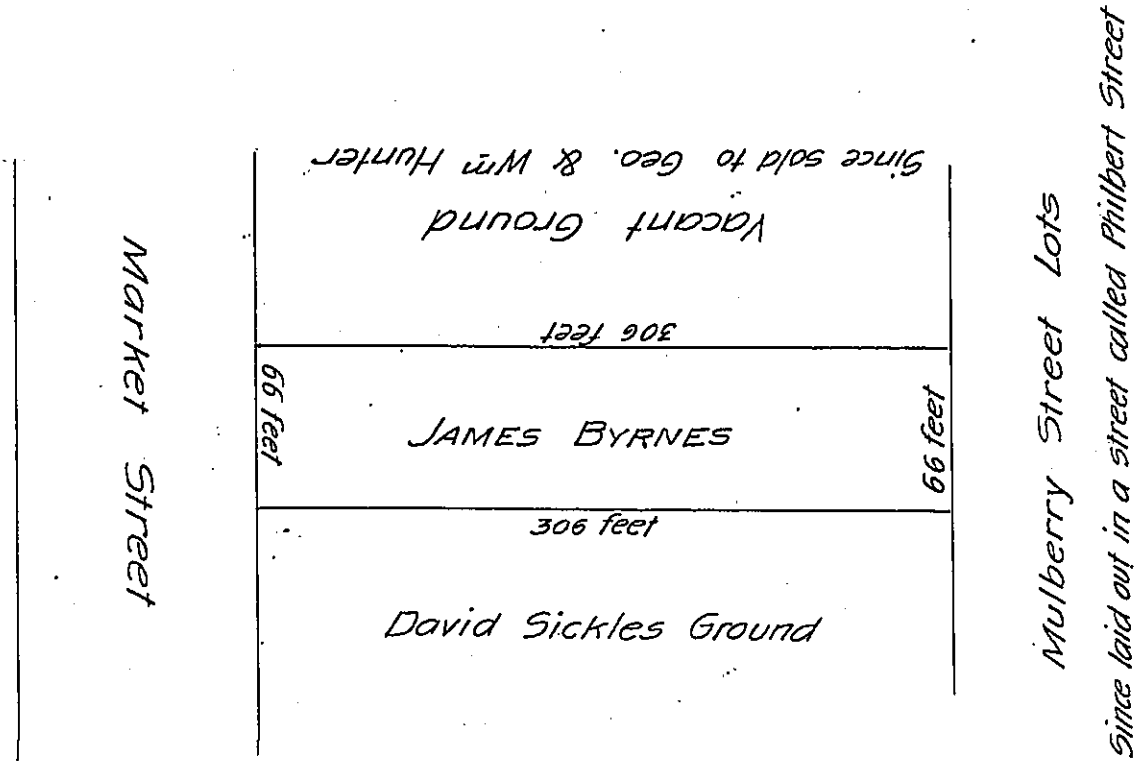 Since sold to Geo. & Wm Hunter
Vacant Ground
306 feet
Market Street
66 feet
JAMES BYRNES
66 feet
306 feet
David Sickles Ground
Mulberry Street Lots
Since laid out in a street called Philbert Street